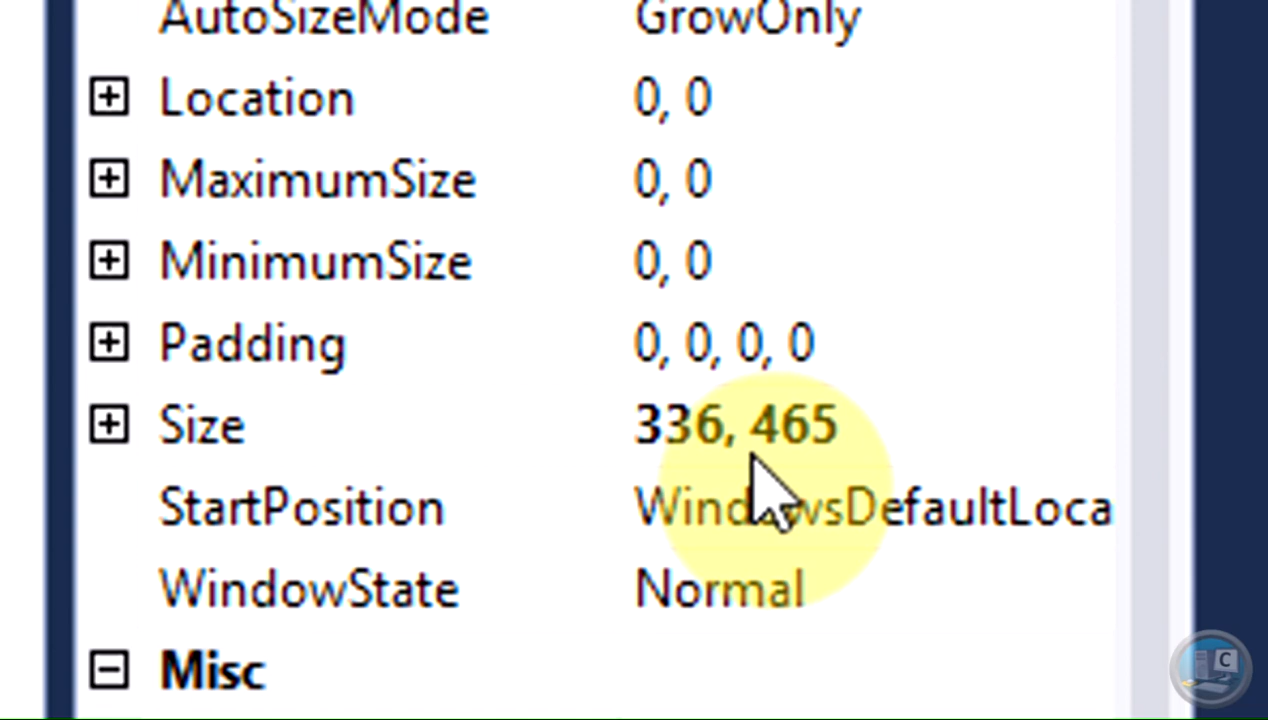 AutoSizeMode GrowOnly
Location 0, 0
MaximumSize 0, 0
MinimumSize 0, 0
Padding 0, 0, 0, 0
Size 336, 465
StartPosition WindowsDefaultLoca
WindowState Normal
Misc
C